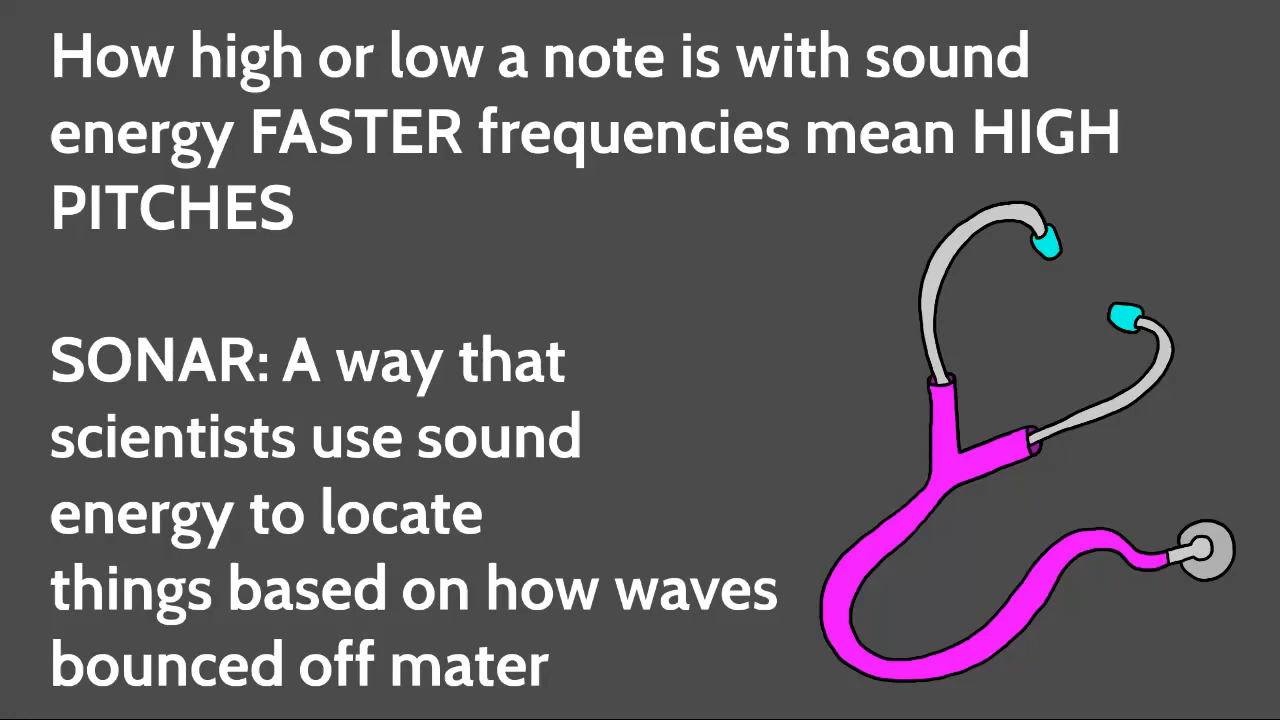 How high or low a note is with sound
energy FASTER frequencies mean HIGH
PITCHES
SONAR: A way that
scientists use sound
energy to locate
things based on how waves
bounced off mater